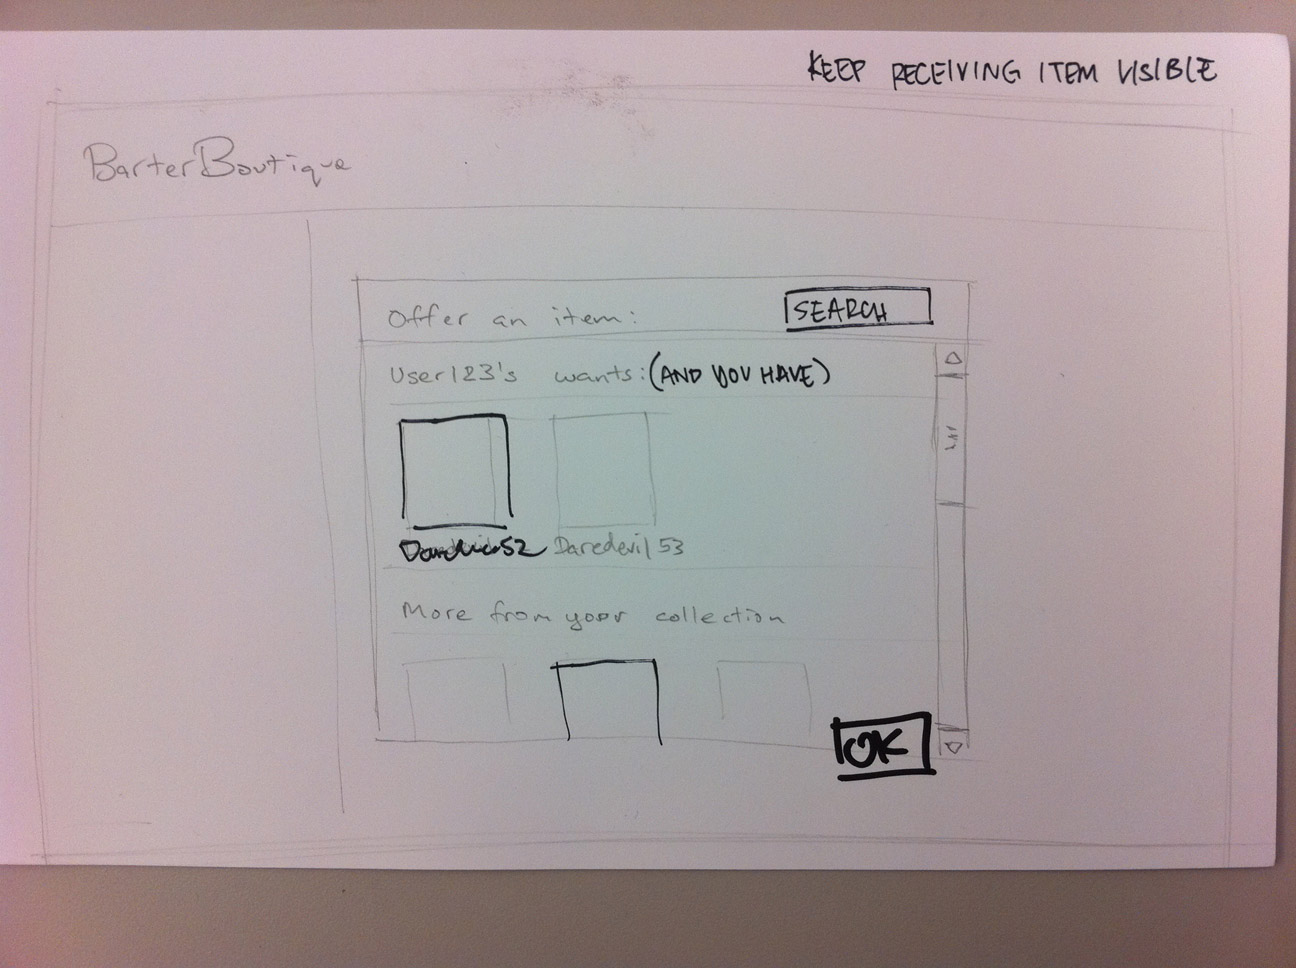 KEEP RECEIVING ITEM VISIBLE
BarterBoutique
Offer an item:
SEARCH
User123's wants: (AND YOU HAVE)
52 Daredevil 53
More from your collection
OK